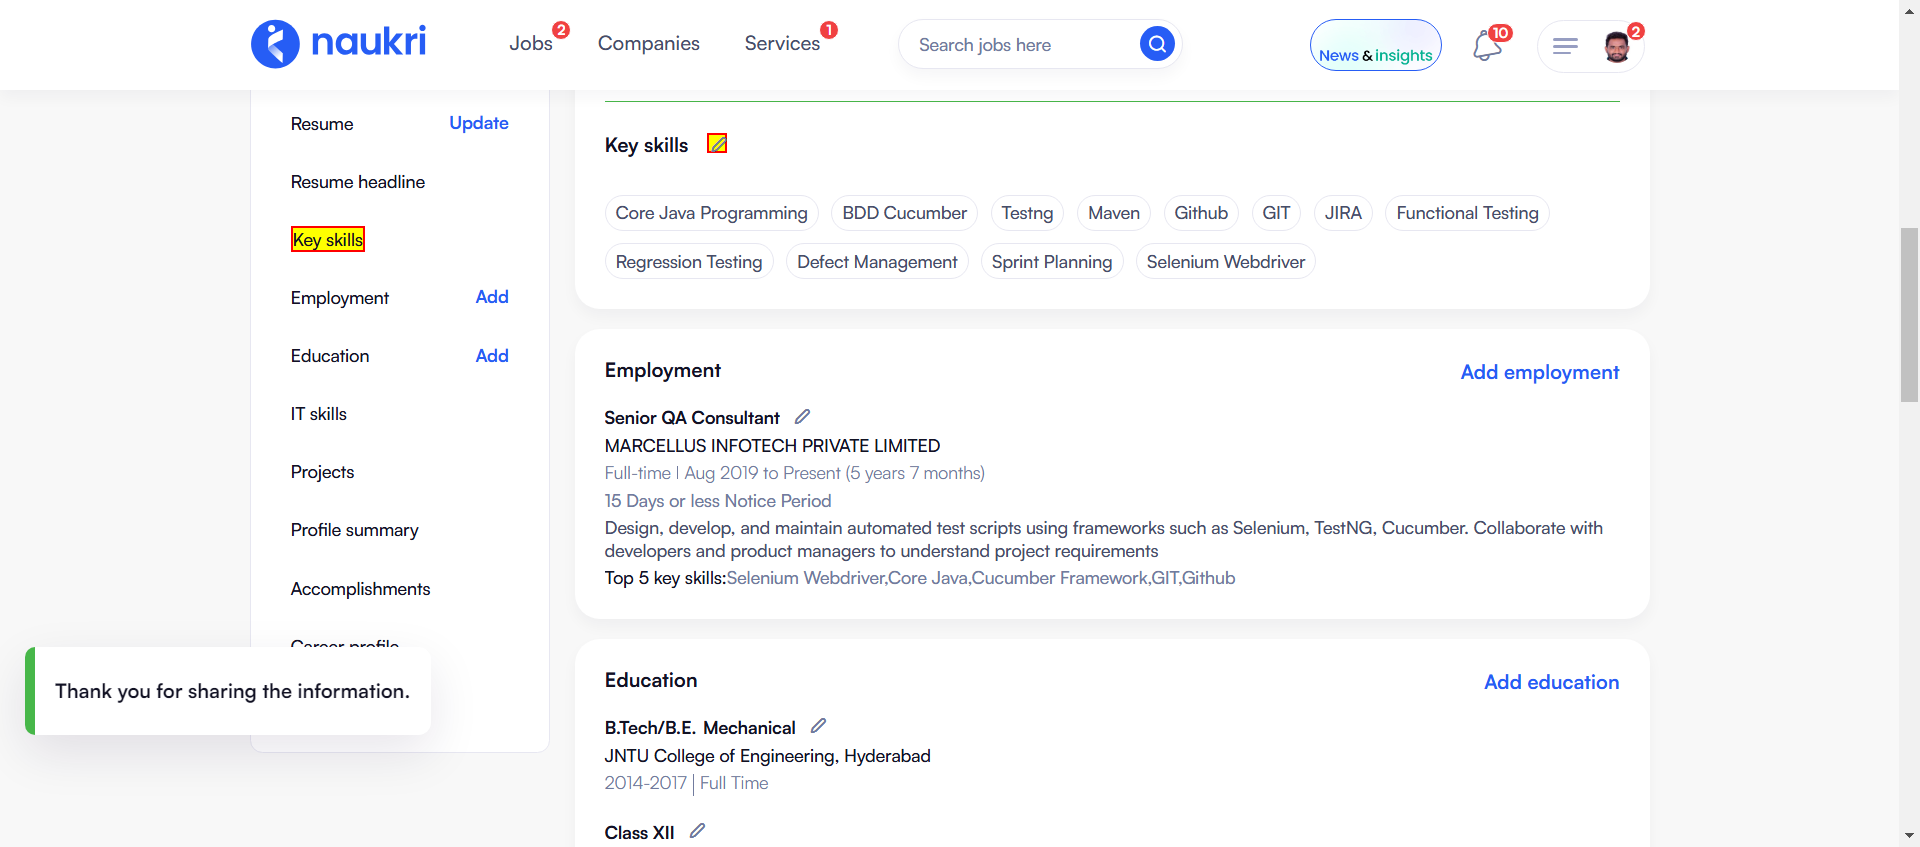 naukri
Jobs 2
Companies
Services 1
Search jobs here
News & insights
10
2
Resume Update
Resume headline
Key skills
Employment Add
Education Add
IT skills
Projects
Profile summary
Accomplishments
Career profile
Thank you for sharing the information.
Key skills
Core Java Programming BDD Cucumber Testng Maven Github GIT JIRA Functional Testing
Regression Testing Defect Management Sprint Planning Selenium Webdriver
Employment Add employment
Senior QA Consultant
MARCELLUS INFOTECH PRIVATE LIMITED
Full-time | Aug 2019 to Present (5 years 7 months)
15 Days or less Notice Period
Design, develop, and maintain automated test scripts using frameworks such as Selenium, TestNG, Cucumber. Collaborate with
developers and product managers to understand project requirements
Top 5 key skills:Selenium Webdriver,Core Java,Cucumber Framework,GIT,Github
Education Add education
B.Tech/B.E. Mechanical
JNTU College of Engineering, Hyderabad
2014-2017 | Full Time
Class XII